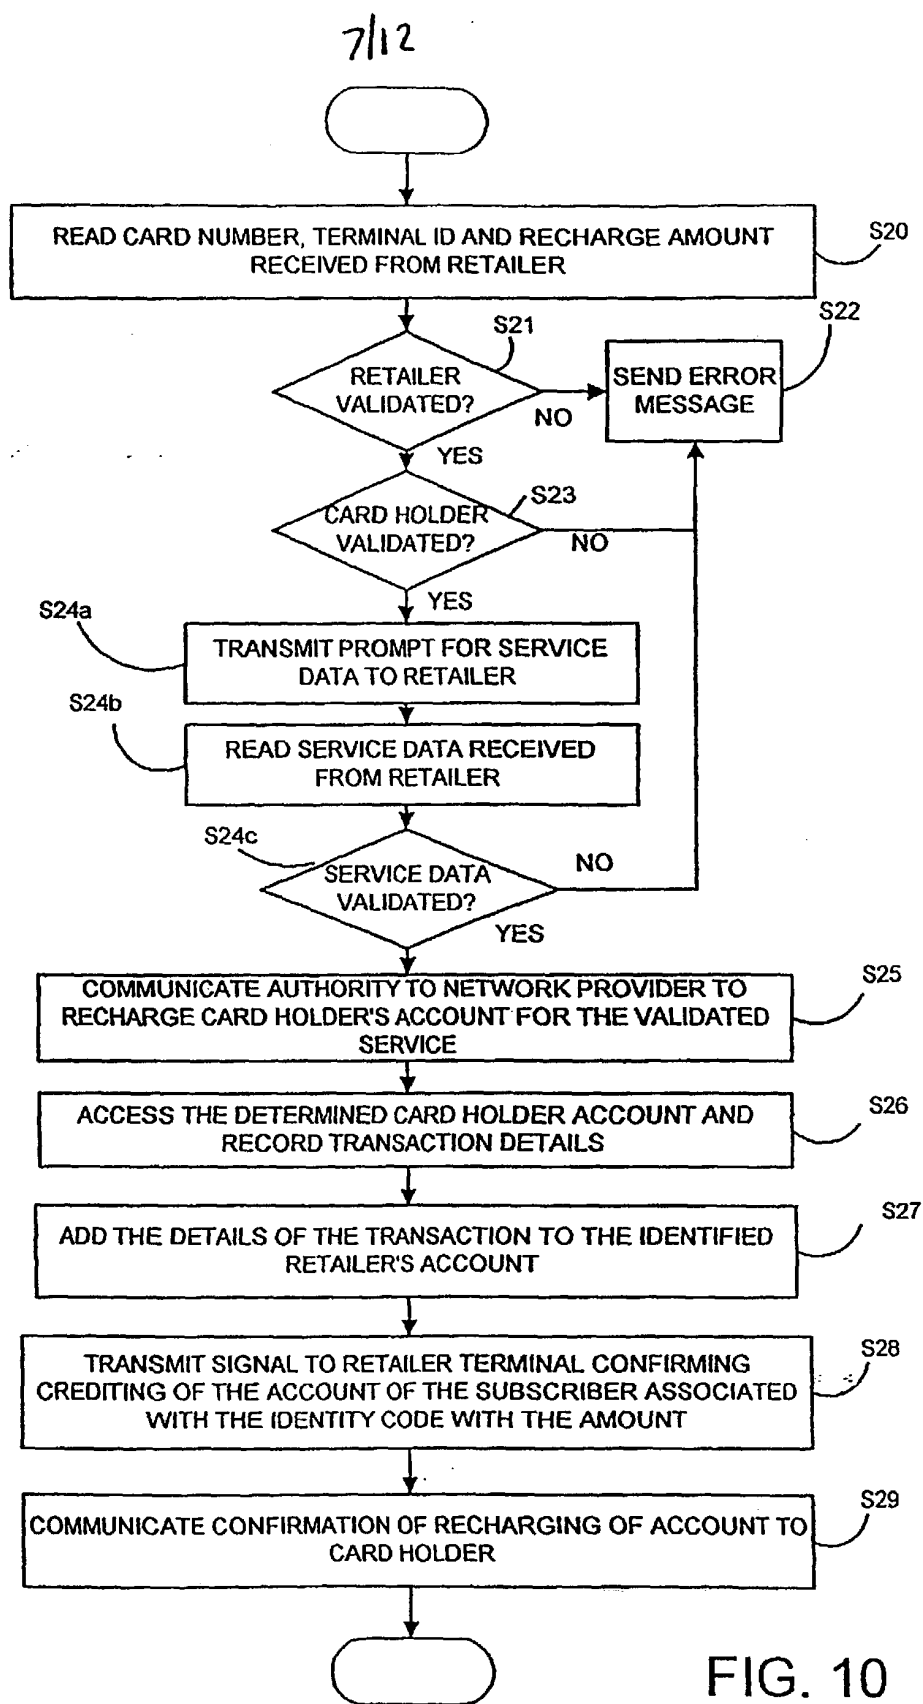 7/12
READ CARD NUMBER, TERMINAL ID AND RECHARGE AMOUNT
RECEIVED FROM RETAILER
S20
S21
RETAILER
VALIDATED?
NO
YES
S22
SEND ERROR
MESSAGE
S23
CARD HOLDER
VALIDATED?
NO
YES
S24a
TRANSMIT PROMPT FOR SERVICE
DATA TO RETAILER
S24b
READ SERVICE DATA RECEIVED
FROM RETAILER
S24c
SERVICE DATA
VALIDATED?
NO
YES
COMMUNICATE AUTHORITY TO NETWORK PROVIDER TO
RECHARGE CARD HOLDER'S ACCOUNT FOR THE VALIDATED
SERVICE
S25
ACCESS THE DETERMINED CARD HOLDER ACCOUNT AND
RECORD TRANSACTION DETAILS
S26
ADD THE DETAILS OF THE TRANSACTION TO THE IDENTIFIED
RETAILER'S ACCOUNT
S27
TRANSMIT SIGNAL TO RETAILER TERMINAL CONFIRMING
CREDITING OF THE ACCOUNT OF THE SUBSCRIBER ASSOCIATED
WITH THE IDENTITY CODE WITH THE AMOUNT
S28
COMMUNICATE CONFIRMATION OF RECHARGING OF ACCOUNT TO
CARD HOLDER
S29
FIG. 10